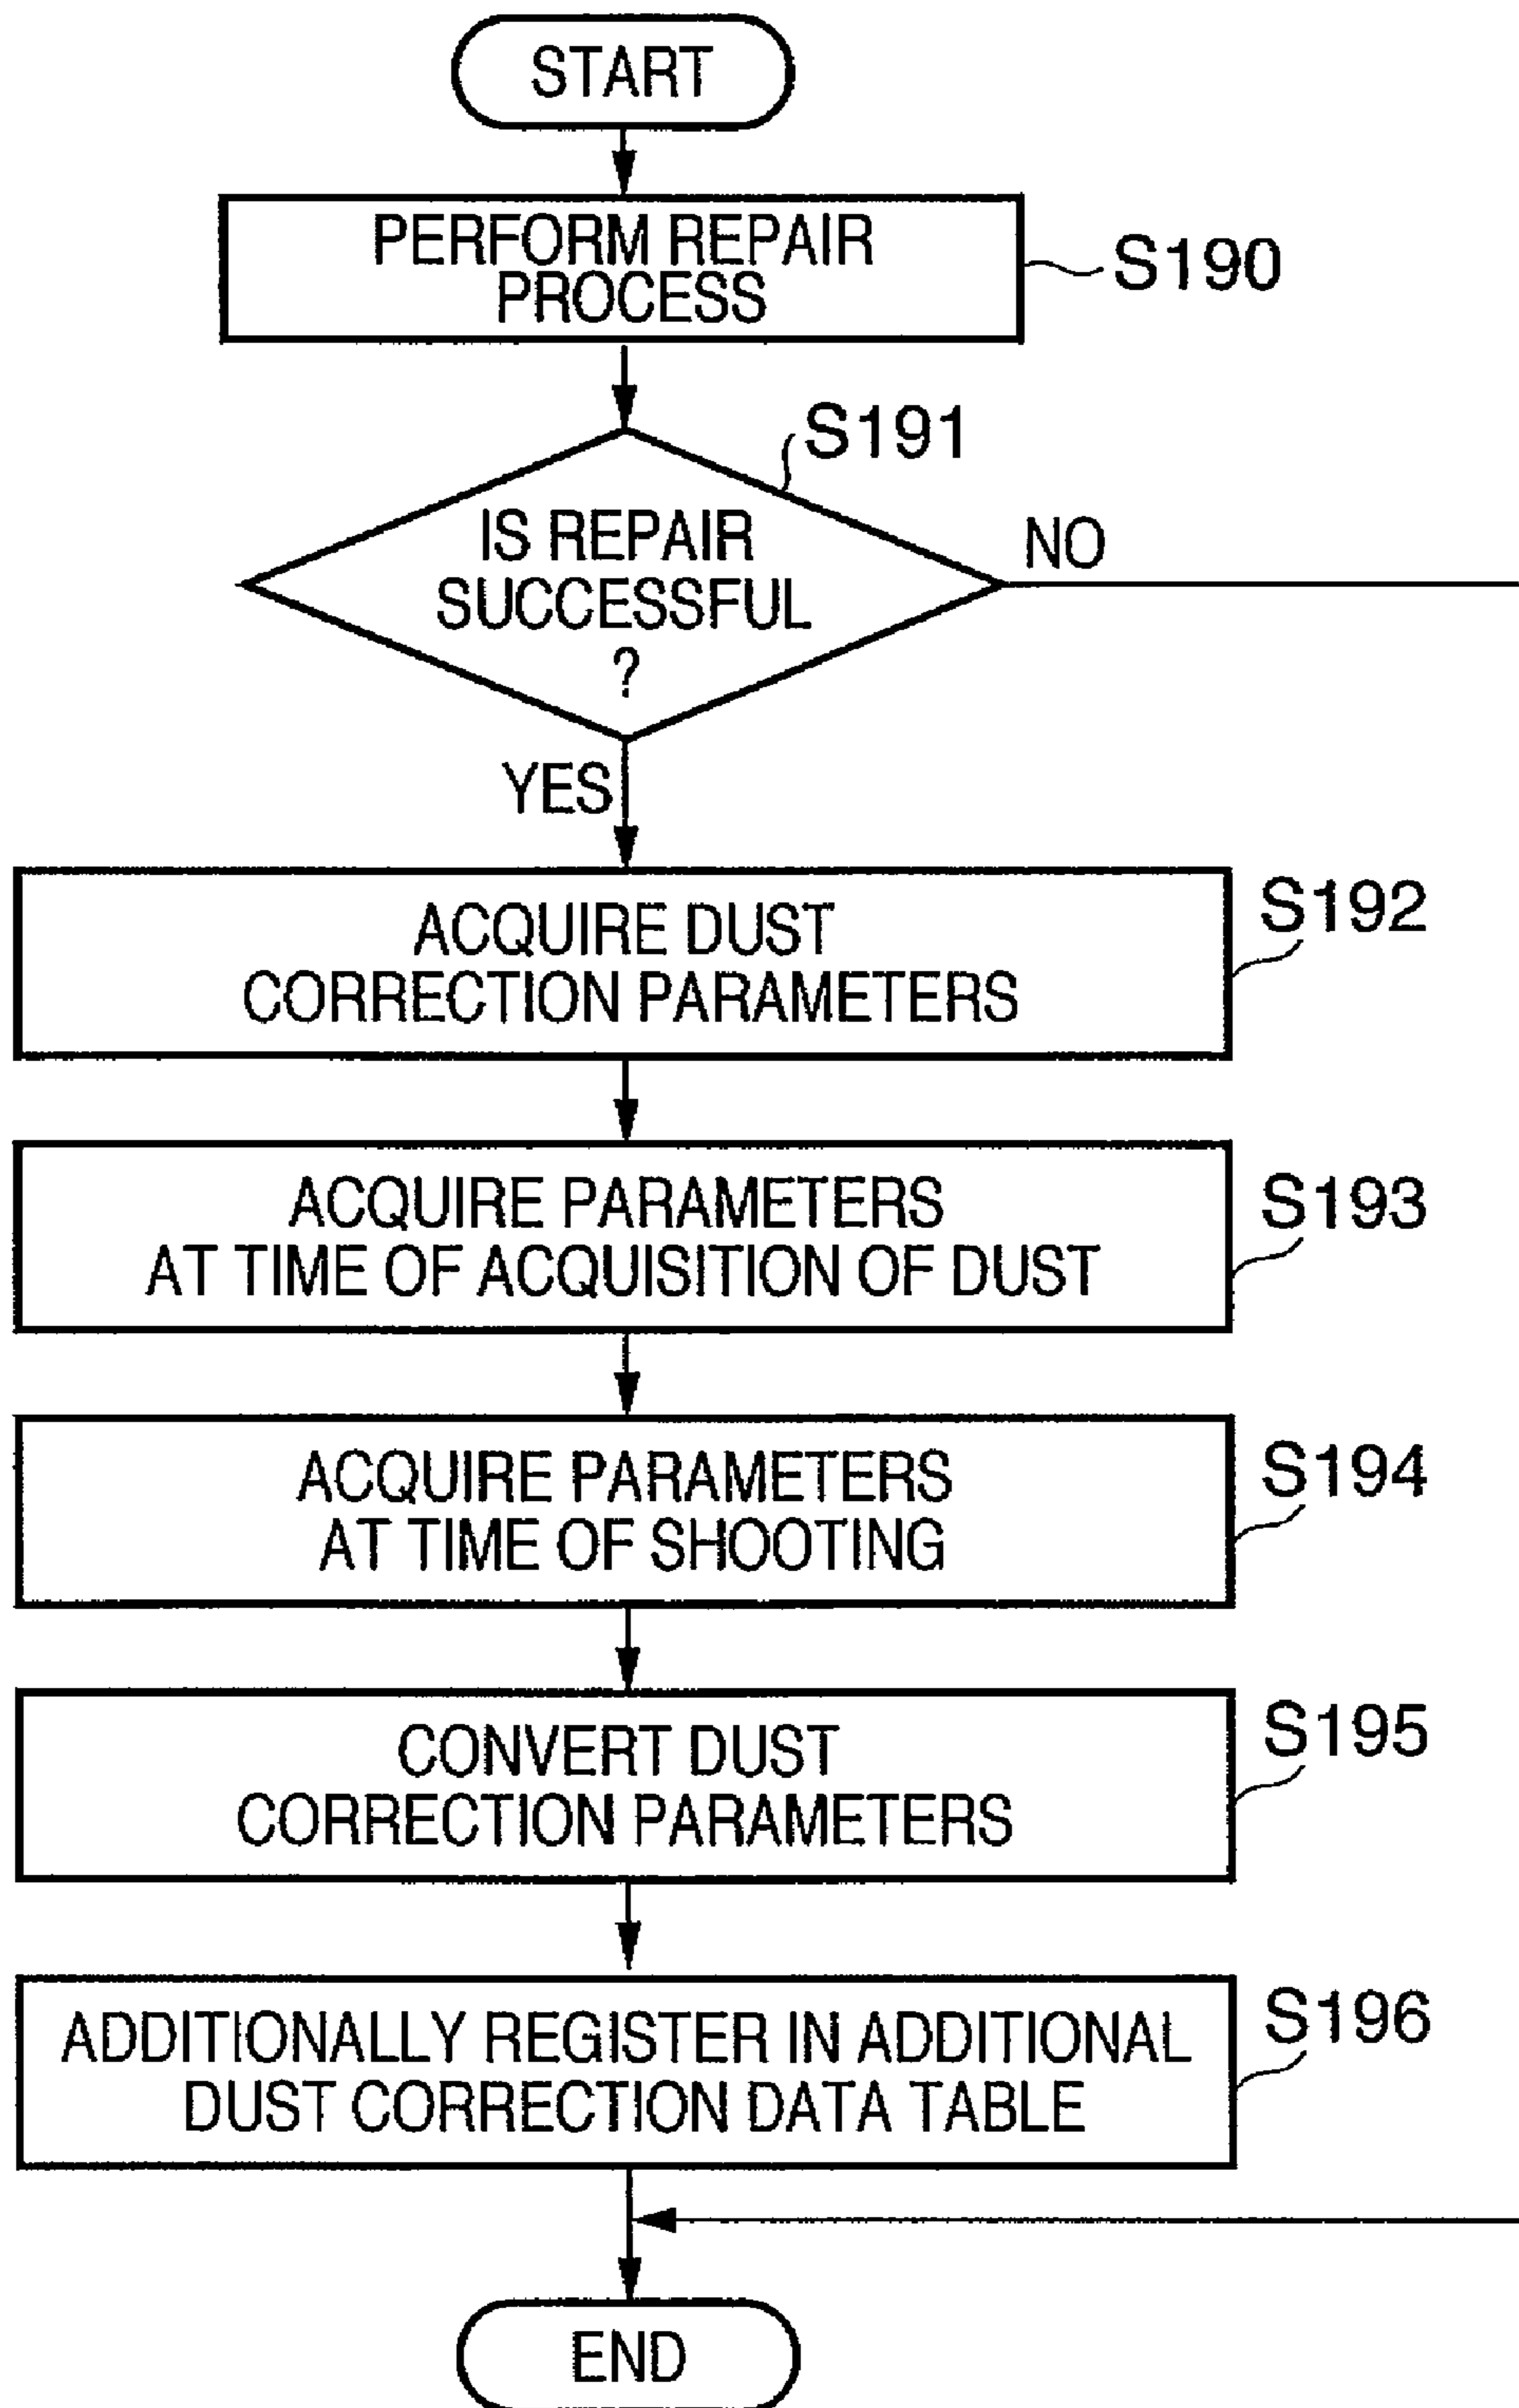 START
PERFORM REPAIR
PROCESS
S190
S191
IS REPAIR
SUCCESSFUL
?
NO
YES
ACQUIRE DUST
CORRECTION PARAMETERS
S192
ACQUIRE PARAMETERS
AT TIME OF ACQUISITION OF DUST
S193
ACQUIRE PARAMETERS
AT TIME OF SHOOTING
S194
CONVERT DUST
CORRECTION PARAMETERS
S195
ADDITIONALLY REGISTER IN ADDITIONAL
DUST CORRECTION DATA TABLE
S196
END